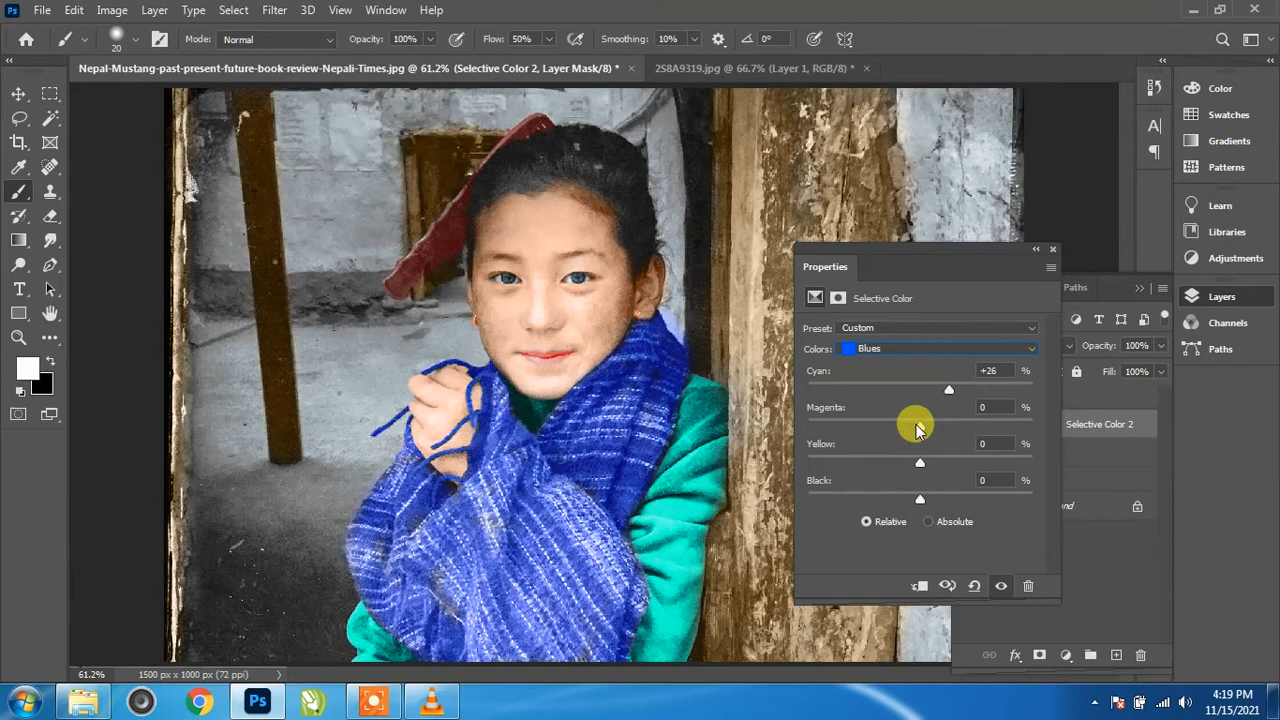 Ps File Edit Image Layer Type Select Filter 3D View Window Help
20 Mode: Normal Opacity: 100% Flow: 50% Smoothing: 10% 0°
Nepal-Mustang-past-present-future-book-review-Nepali-Times.jpg @ 61.2% (Selective Color 2, Layer Mask/8) * × 2S8A9319.jpg @ 66.7% (Layer 1, RGB/8) * ×
Color
Swatches
Gradients
Patterns
Learn
Libraries
Adjustments
Layers
Channels
Paths
Properties
Selective Color
Preset: Custom
Colors: Blues
Cyan: +26 %
Magenta: 0 %
Yellow: 0 %
Black: 0 %
Relative Absolute
Paths
Opacity: 100%
Fill: 100%
Selective Color 2
nd
61.2% 1500 px x 1000 px (72 ppi)
Ps
4:19 PM
11/15/2021